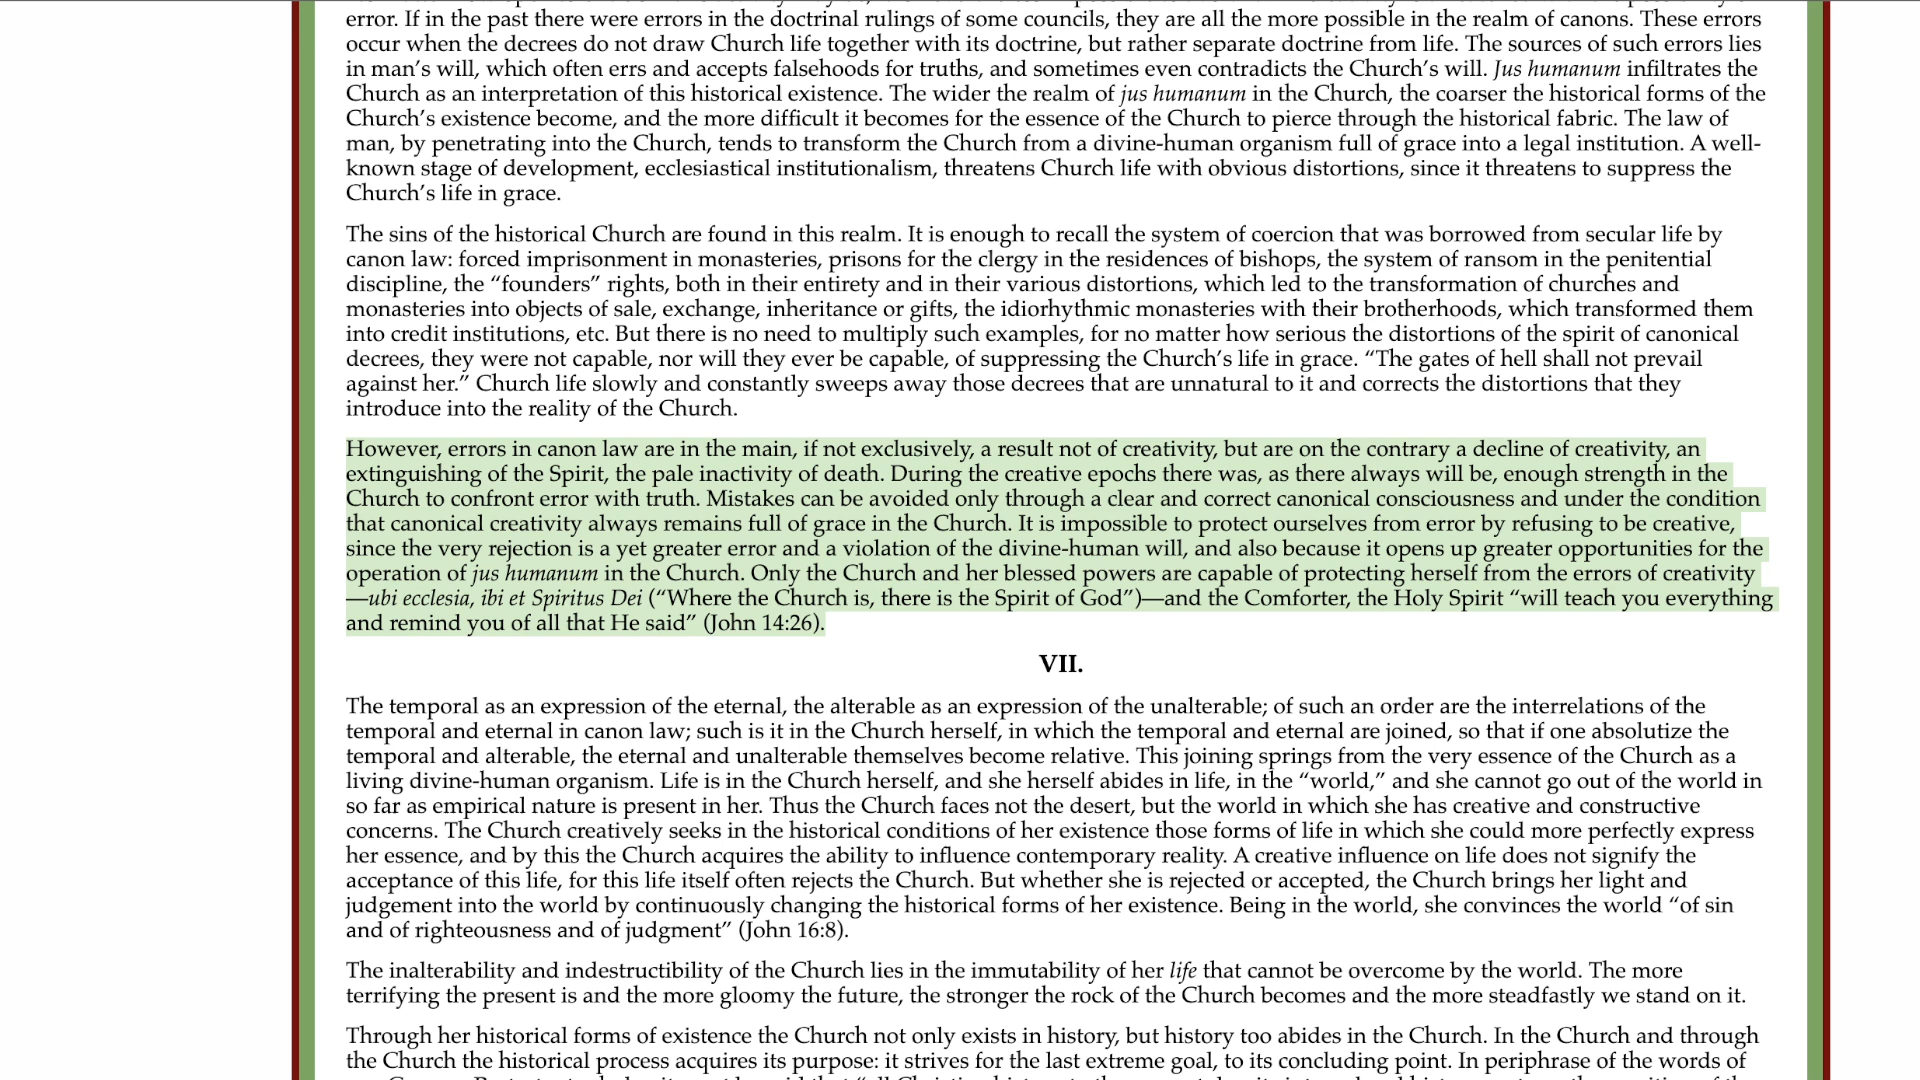 error. If in the past there were errors in the doctrinal rulings of some councils, they are all the more possible in the realm of canons. These errors
occur when the decrees do not draw Church life together with its doctrine, but rather separate doctrine from life. The sources of such errors lies
in man’s will, which often errs and accepts falsehoods for truths, and sometimes even contradicts the Church’s will. Jus humanum infiltrates the
Church as an interpretation of this historical existence. The wider the realm of jus humanum in the Church, the coarser the historical forms of the
Church’s existence become, and the more difficult it becomes for the essence of the Church to pierce through the historical fabric. The law of
man, by penetrating into the Church, tends to transform the Church from a divine-human organism full of grace into a legal institution. A well-
known stage of development, ecclesiastical institutionalism, threatens Church life with obvious distortions, since it threatens to suppress the
Church’s life in grace.
The sins of the historical Church are found in this realm. It is enough to recall the system of coercion that was borrowed from secular life by
canon law: forced imprisonment in monasteries, prisons for the clergy in the residences of bishops, the system of ransom in the penitential
discipline, the “founders” rights, both in their entirety and in their various distortions, which led to the transformation of churches and
monasteries into objects of sale, exchange, inheritance or gifts, the idiorhythmic monasteries with their brotherhoods, which transformed them
into credit institutions, etc. But there is no need to multiply such examples, for no matter how serious the distortions of the spirit of canonical
decrees, they were not capable, nor will they ever be capable, of suppressing the Church’s life in grace. “The gates of hell shall not prevail
against her.” Church life slowly and constantly sweeps away those decrees that are unnatural to it and corrects the distortions that they
introduce into the reality of the Church.
However, errors in canon law are in the main, if not exclusively, a result not of creativity, but are on the contrary a decline of creativity, an
extinguishing of the Spirit, the pale inactivity of death. During the creative epochs there was, as there always will be, enough strength in the
Church to confront error with truth. Mistakes can be avoided only through a clear and correct canonical consciousness and under the condition
that canonical creativity always remains full of grace in the Church. It is impossible to protect ourselves from error by refusing to be creative,
since the very rejection is a yet greater error and a violation of the divine-human will, and also because it opens up greater opportunities for the
operation of jus humanum in the Church. Only the Church and her blessed powers are capable of protecting herself from the errors of creativity
—ubi ecclesia, ibi et Spiritus Dei (“Where the Church is, there is the Spirit of God”)—and the Comforter, the Holy Spirit “will teach you everything
and remind you of all that He said” (John 14:26).
VII.
The temporal as an expression of the eternal, the alterable as an expression of the unalterable; of such an order are the interrelations of the
temporal and eternal in canon law; such is it in the Church herself, in which the temporal and eternal are joined, so that if one absolutize the
temporal and alterable, the eternal and unalterable themselves become relative. This joining springs from the very essence of the Church as a
living divine-human organism. Life is in the Church herself, and she herself abides in life, in the “world,” and she cannot go out of the world in
so far as empirical nature is present in her. Thus the Church faces not the desert, but the world in which she has creative and constructive
concerns. The Church creatively seeks in the historical conditions of her existence those forms of life in which she could more perfectly express
her essence, and by this the Church acquires the ability to influence contemporary reality. A creative influence on life does not signify the
acceptance of this life, for this life itself often rejects the Church. But whether she is rejected or accepted, the Church brings her light and
judgement into the world by continuously changing the historical forms of her existence. Being in the world, she convinces the world “of sin
and of righteousness and of judgment” (John 16:8).
The inalterability and indestructibility of the Church lies in the immutability of her life that cannot be overcome by the world. The more
terrifying the present is and the more gloomy the future, the stronger the rock of the Church becomes and the more steadfastly we stand on it.
Through her historical forms of existence the Church not only exists in history, but history too abides in the Church. In the Church and through
the Church the historical process acquires its purpose: it strives for the last extreme goal, to its concluding point. In periphrase of the words of